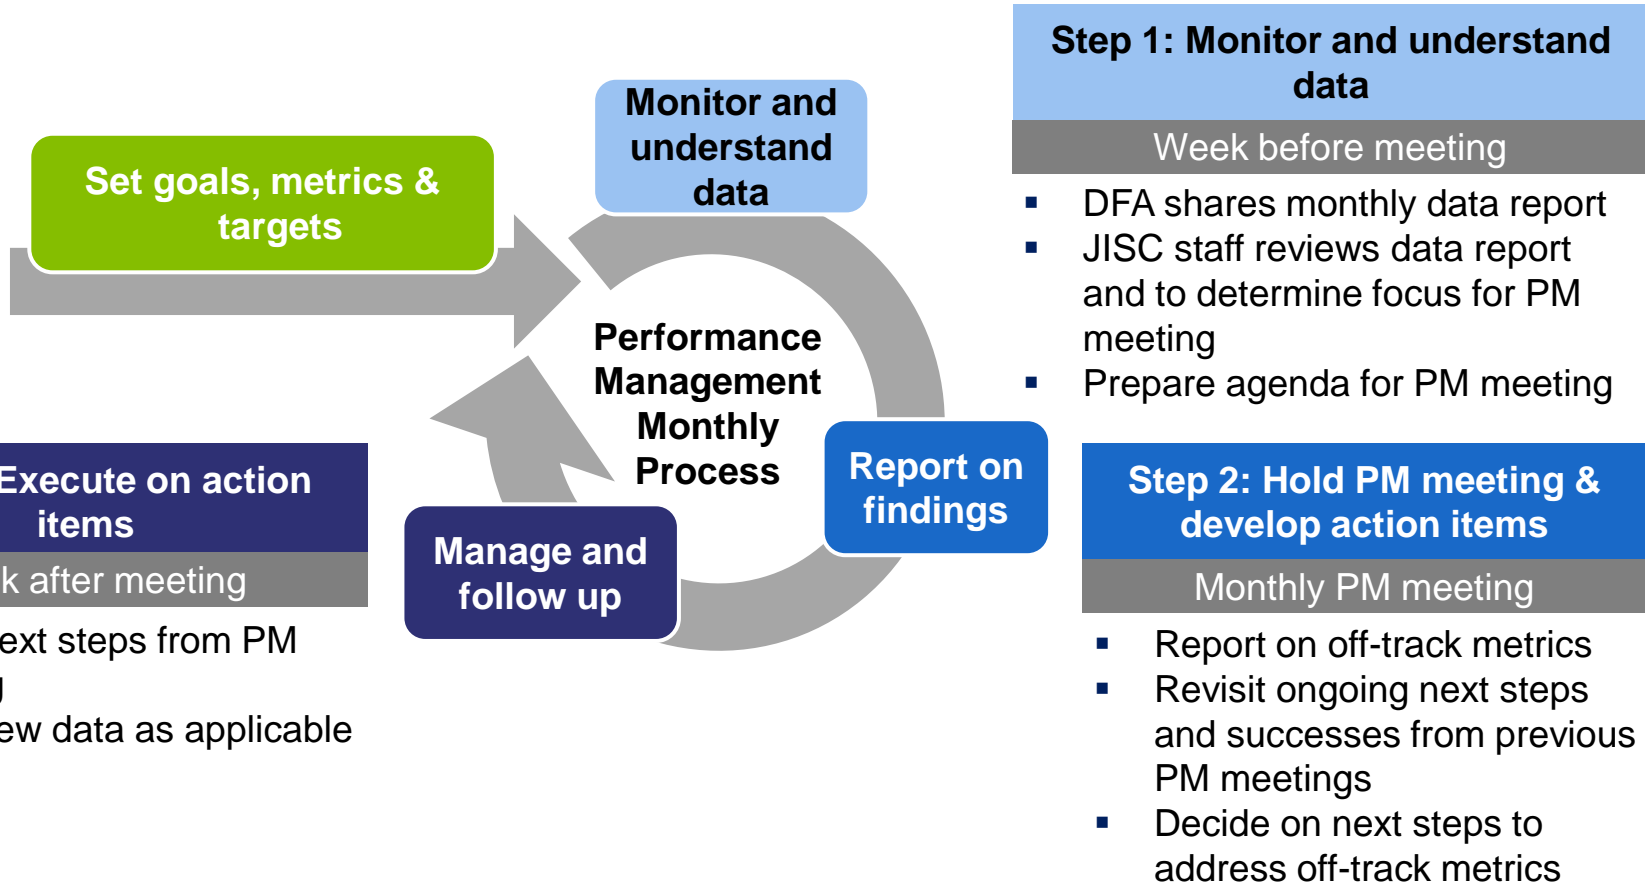 Step 1: Monitor and understand
data
Week before meeting
▪ DFA shares monthly data report
▪ JISC staff reviews data report
and to determine focus for PM
meeting
▪ Prepare agenda for PM meeting
Monitor and
understand
data
Set goals, metrics &
targets
Performance
Management
Monthly
Process
Report on
findings
Manage and
follow up
Execute on action
items
after meeting
steps from PM
data as applicable
Step 2: Hold PM meeting &
develop action items
Monthly PM meeting
▪ Report on off-track metrics
▪ Revisit ongoing next steps
and successes from previous
PM meetings
▪ Decide on next steps to
address off-track metrics